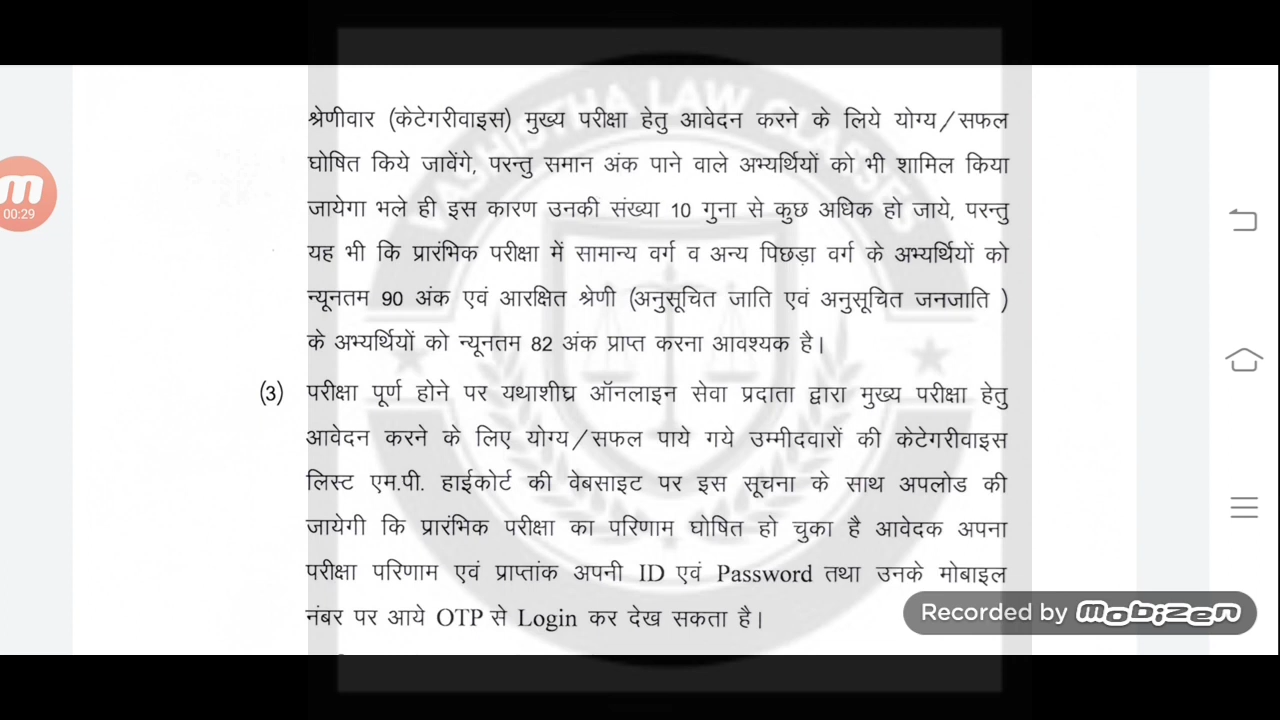 VASHISTHA LAW CLASSES
श्रेणीवार (केटेगरीवाइस) मुख्य परीक्षा हेतु आवेदन करने के लिये योग्य/सफल
घोषित किये जावेंगे, परन्तु समान अंक पाने वाले अभ्यर्थियों को भी शामिल किया
जायेगा भले ही इस कारण उनकी संख्या 10 गुना से कुछ अधिक हो जाये, परन्तु
यह भी कि प्रारंभिक परीक्षा में सामान्य वर्ग व अन्य पिछड़ा वर्ग के अभ्यर्थियों को
न्यूनतम 90 अंक एवं आरक्षित श्रेणी (अनुसूचित जाति एवं अनुसूचित जनजाति )
के अभ्यर्थियों को न्यूनतम 82 अंक प्राप्त करना आवश्यक है।
(3) परीक्षा पूर्ण होने पर यथाशीघ्र ऑनलाइन सेवा प्रदाता द्वारा मुख्य परीक्षा हेतु
आवेदन करने के लिए योग्य/सफल पाये गये उम्मीदवारों की केटेगरीवाइस
लिस्ट एम.पी. हाईकोर्ट की वेबसाइट पर इस सूचना के साथ अपलोड की
जायेगी कि प्रारंभिक परीक्षा का परिणाम घोषित हो चुका है आवेदक अपना
परीक्षा परिणाम एवं प्राप्तांक अपनी ID एवं Password तथा उनके मोबाइल
नंबर पर आये OTP से Login कर देख सकता है।
00:29
Recorded by mobizen